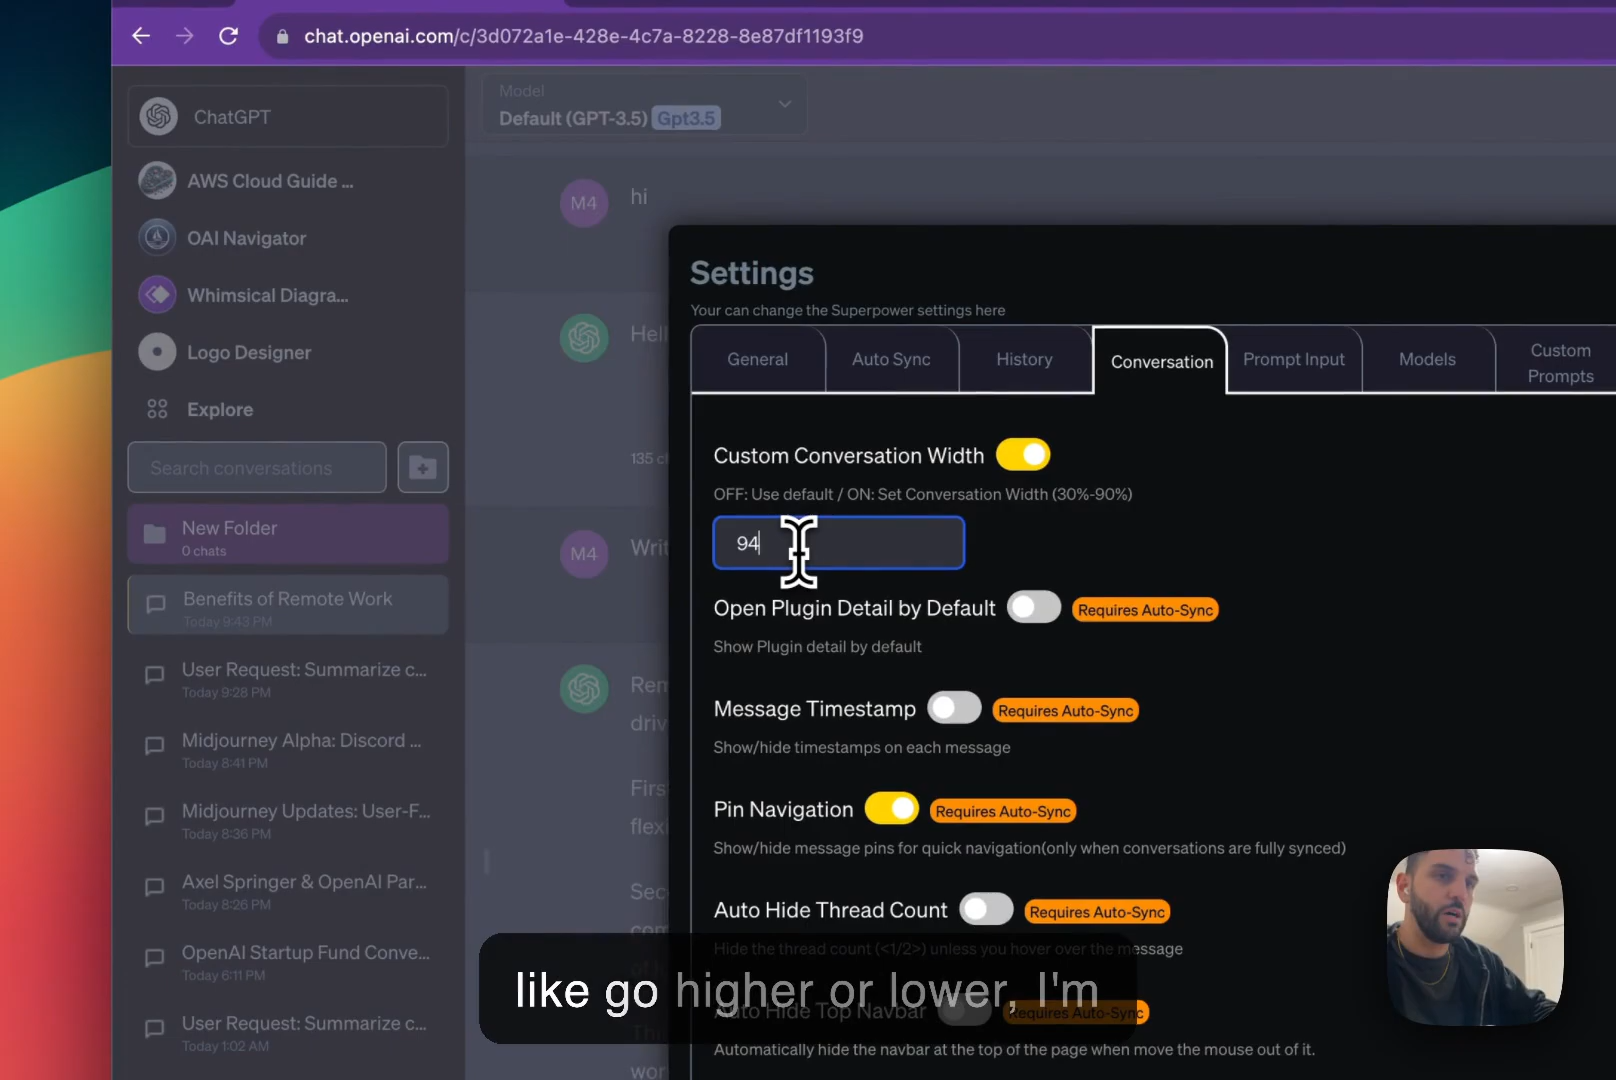 chat.openai.com/c/3d072a1e-428e-4c7a-8228-8e87df1193f9
ChatGPT
AWS Cloud Guide ...
OAI Navigator
Whimsical Diagra...
Logo Designer
Explore
Search conversations
New Folder
0 chats
Benefits of Remote Work
Today 9:43 PM
User Request: Summarize c...
Today 9:28 PM
Midjourney Alpha: Discord ...
Today 8:41 PM
Midjourney Updates: User-F...
Today 8:36 PM
Axel Springer & OpenAI Par...
Today 8:26 PM
OpenAI Startup Fund Conve...
Today 6:11 PM
User Request: Summarize c...
Today 1:02 AM
Model
Default (GPT-3.5) Gpt3.5
M4 hi
Hell
135 c
M4 Writ
Rem
driv
Firs
flexi
Sec
com
wor
Settings
Your can change the Superpower settings here
General
Auto Sync
History
Conversation
Prompt Input
Models
Custom
Prompts
Custom Conversation Width
OFF: Use default / ON: Set Conversation Width (30%-90%)
94
Open Plugin Detail by Default Requires Auto-Sync
Show Plugin detail by default
Message Timestamp Requires Auto-Sync
Show/hide timestamps on each message
Pin Navigation Requires Auto-Sync
Show/hide message pins for quick navigation(only when conversations are fully synced)
Auto Hide Thread Count Requires Auto-Sync
Hide the thread count (<1/2>) unless you hover over the message
like go higher or lower, I'm
Auto Hide Top Navbar Requires Auto-Sync
Automatically hide the navbar at the top of the page when move the mouse out of it.